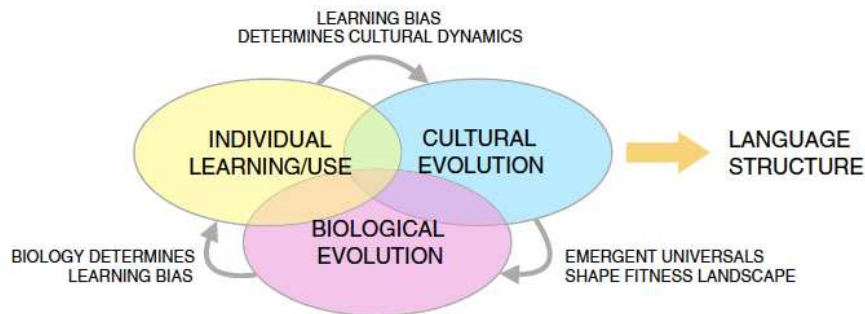 LEARNING BIAS
DETERMINES CULTURAL DYNAMICS
INDIVIDUAL
LEARNING/USE
CULTURAL
EVOLUTION
LANGUAGE
STRUCTURE
BIOLOGICAL
EVOLUTION
BIOLOGY DETERMINES
LEARNING BIAS
EMERGENT UNIVERSALS
SHAPE FITNESS LANDSCAPE